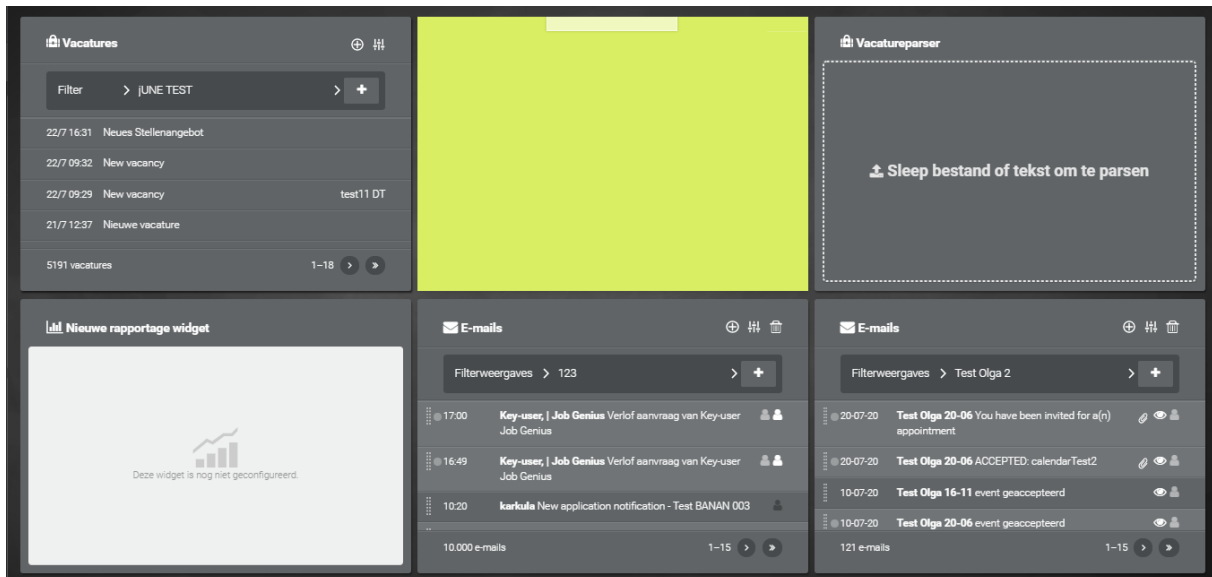 Vacatures
Filter jUNE TEST
22/7 16:31 Neues Stellenangebot
22/7 09:32 New vacancy
22/7 09:29 New vacancy test11 DT
21/7 12:37 Nieuwe vacature
5191 vacatures 1–18
Vacatureparser
Sleep bestand of tekst om te parsen
Nieuwe rapportage widget
Deze widget is nog niet geconfigureerd.
E-mails
Filterweergaves 123
17:00 Key-user, | Job Genius Verlof aanvraag van Key-user
Job Genius
16:49 Key-user, | Job Genius Verlof aanvraag van Key-user
Job Genius
10:20 karkula New application notification - Test BANAN 003
10.000 e-mails 1–15
E-mails
Filterweergaves Test Olga 2
20-07-20 Test Olga 20-06 You have been invited for a(n)
appointment
20-07-20 Test Olga 20-06 ACCEPTED: calendarTest2
10-07-20 Test Olga 16-11 event geaccepteerd
10-07-20 Test Olga 20-06 event geaccepteerd
121 e-mails 1–15